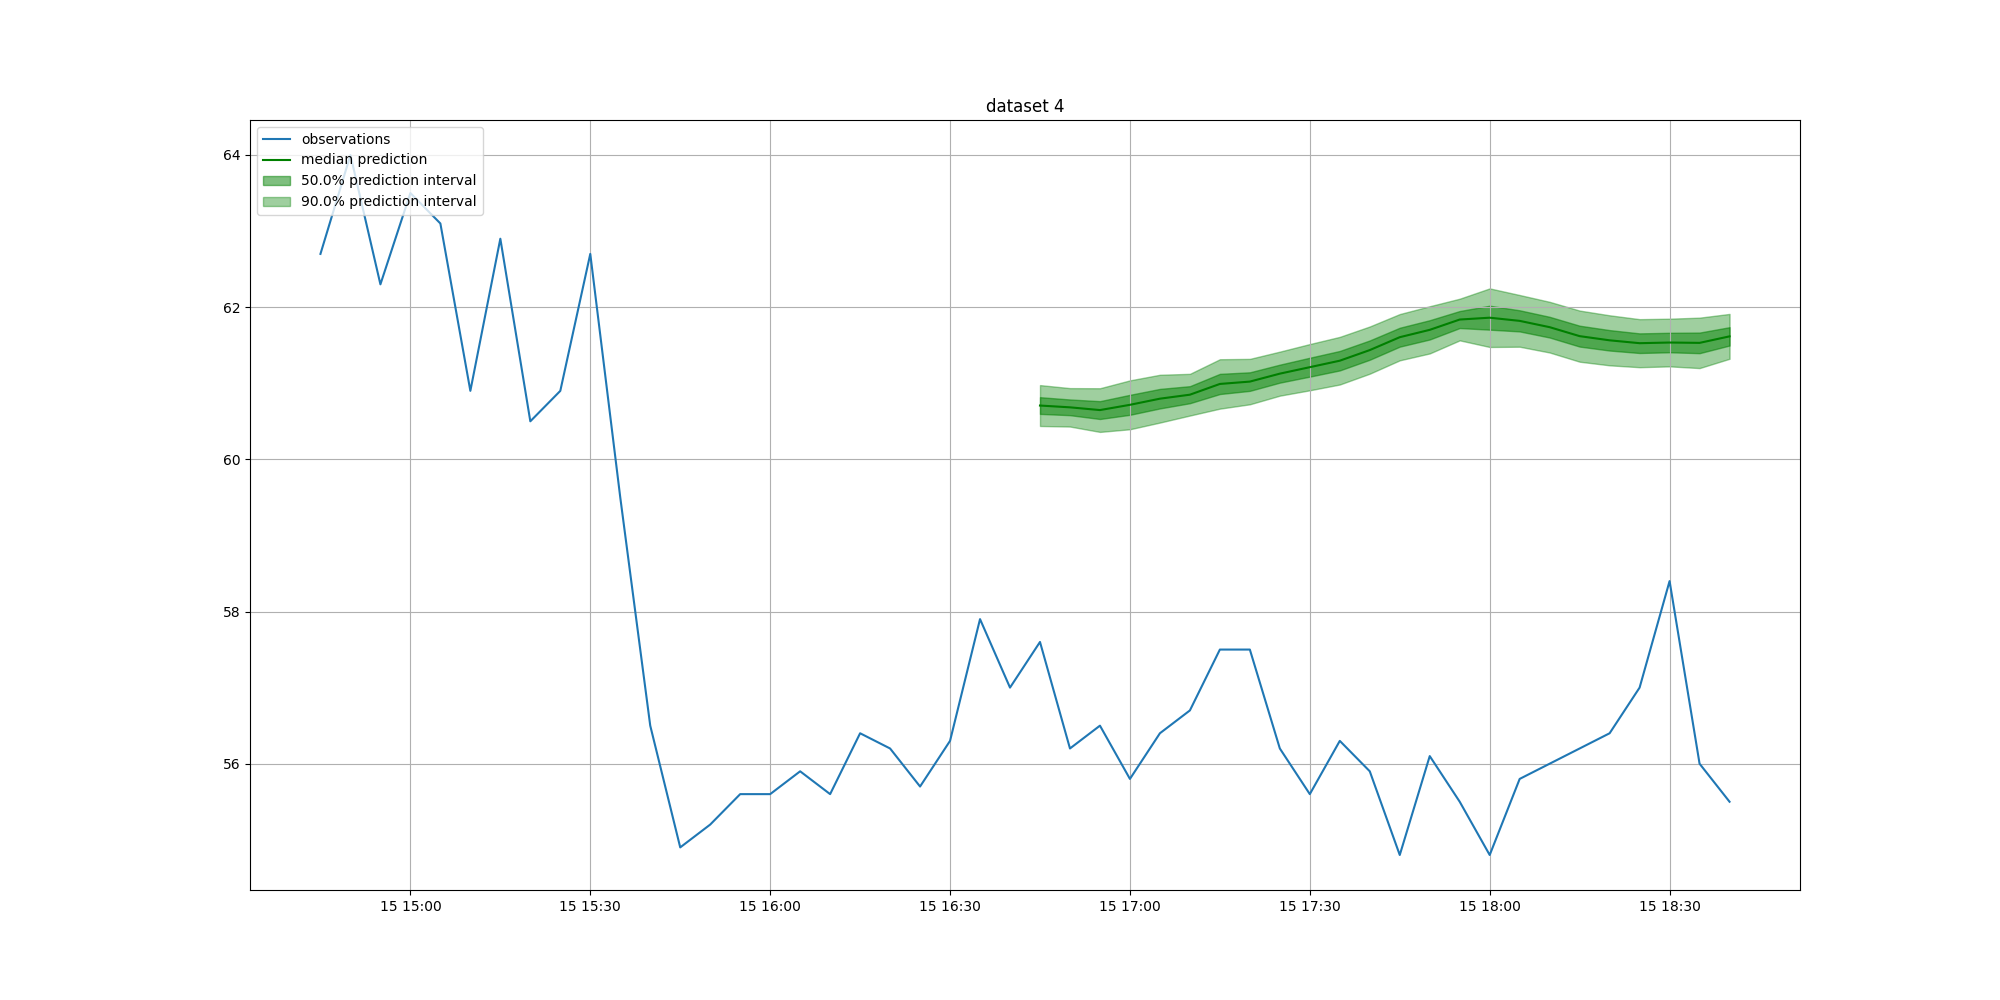 dataset 4
observations
median prediction
50.0% prediction interval
90.0% prediction interval
64
62
60
58
56
15 15:00
15 15:30
15 16:00
15 16:30
15 17:00
15 17:30
15 18:00
15 18:30